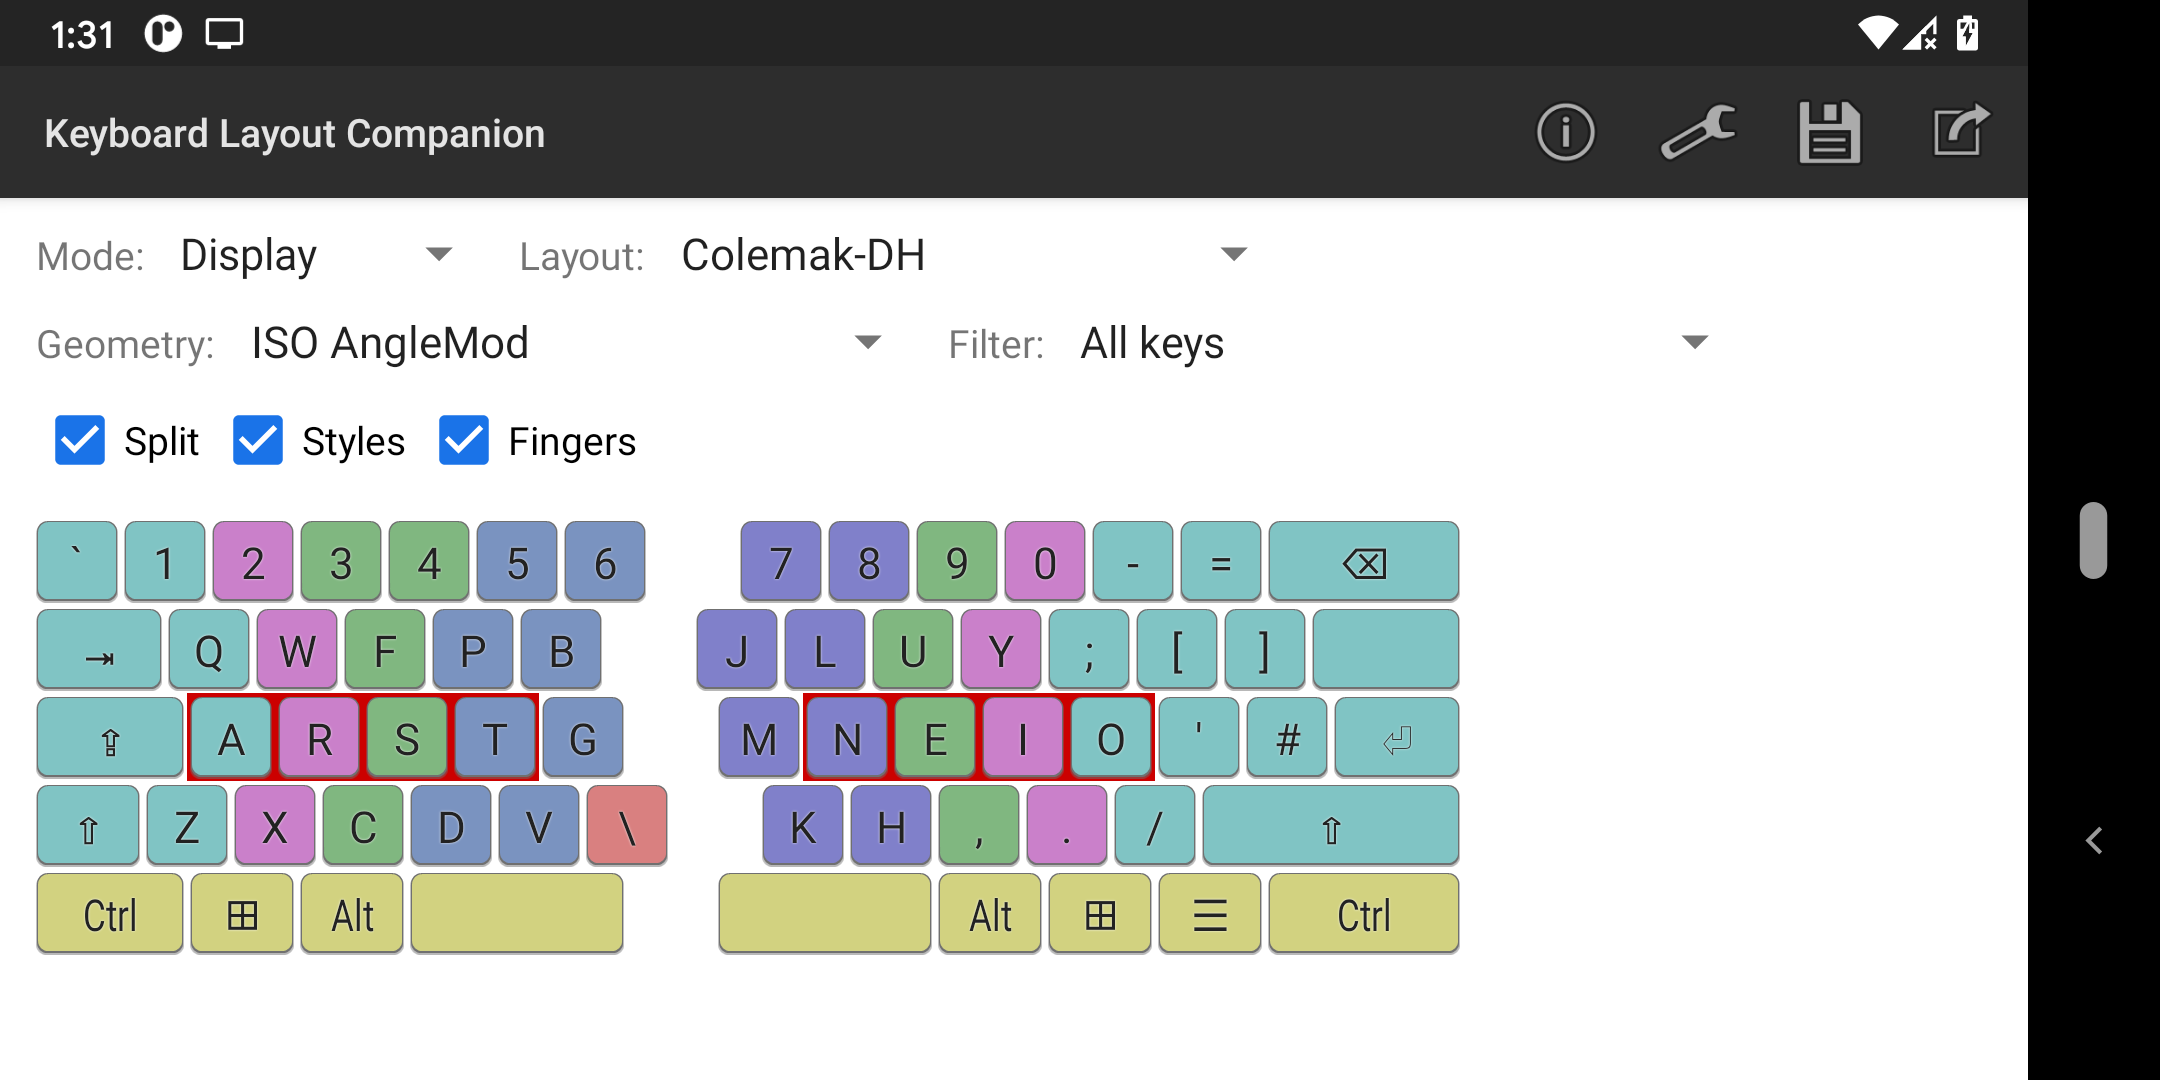 1:31
Keyboard Layout Companion
Mode: Display Layout: Colemak-DH
Geometry: ISO AngleMod Filter: All keys
Split Styles Fingers
` 1 2 3 4 5 6 7 8 9 0 - = ⌫
⇥ Q W F P B J L U Y ; [ ]
⇪ A R S T G M N E I O ' # ⏎
⇧ Z X C D V \ K H , . / ⇧
Ctrl ⊞ Alt Alt ⊞ ☰ Ctrl